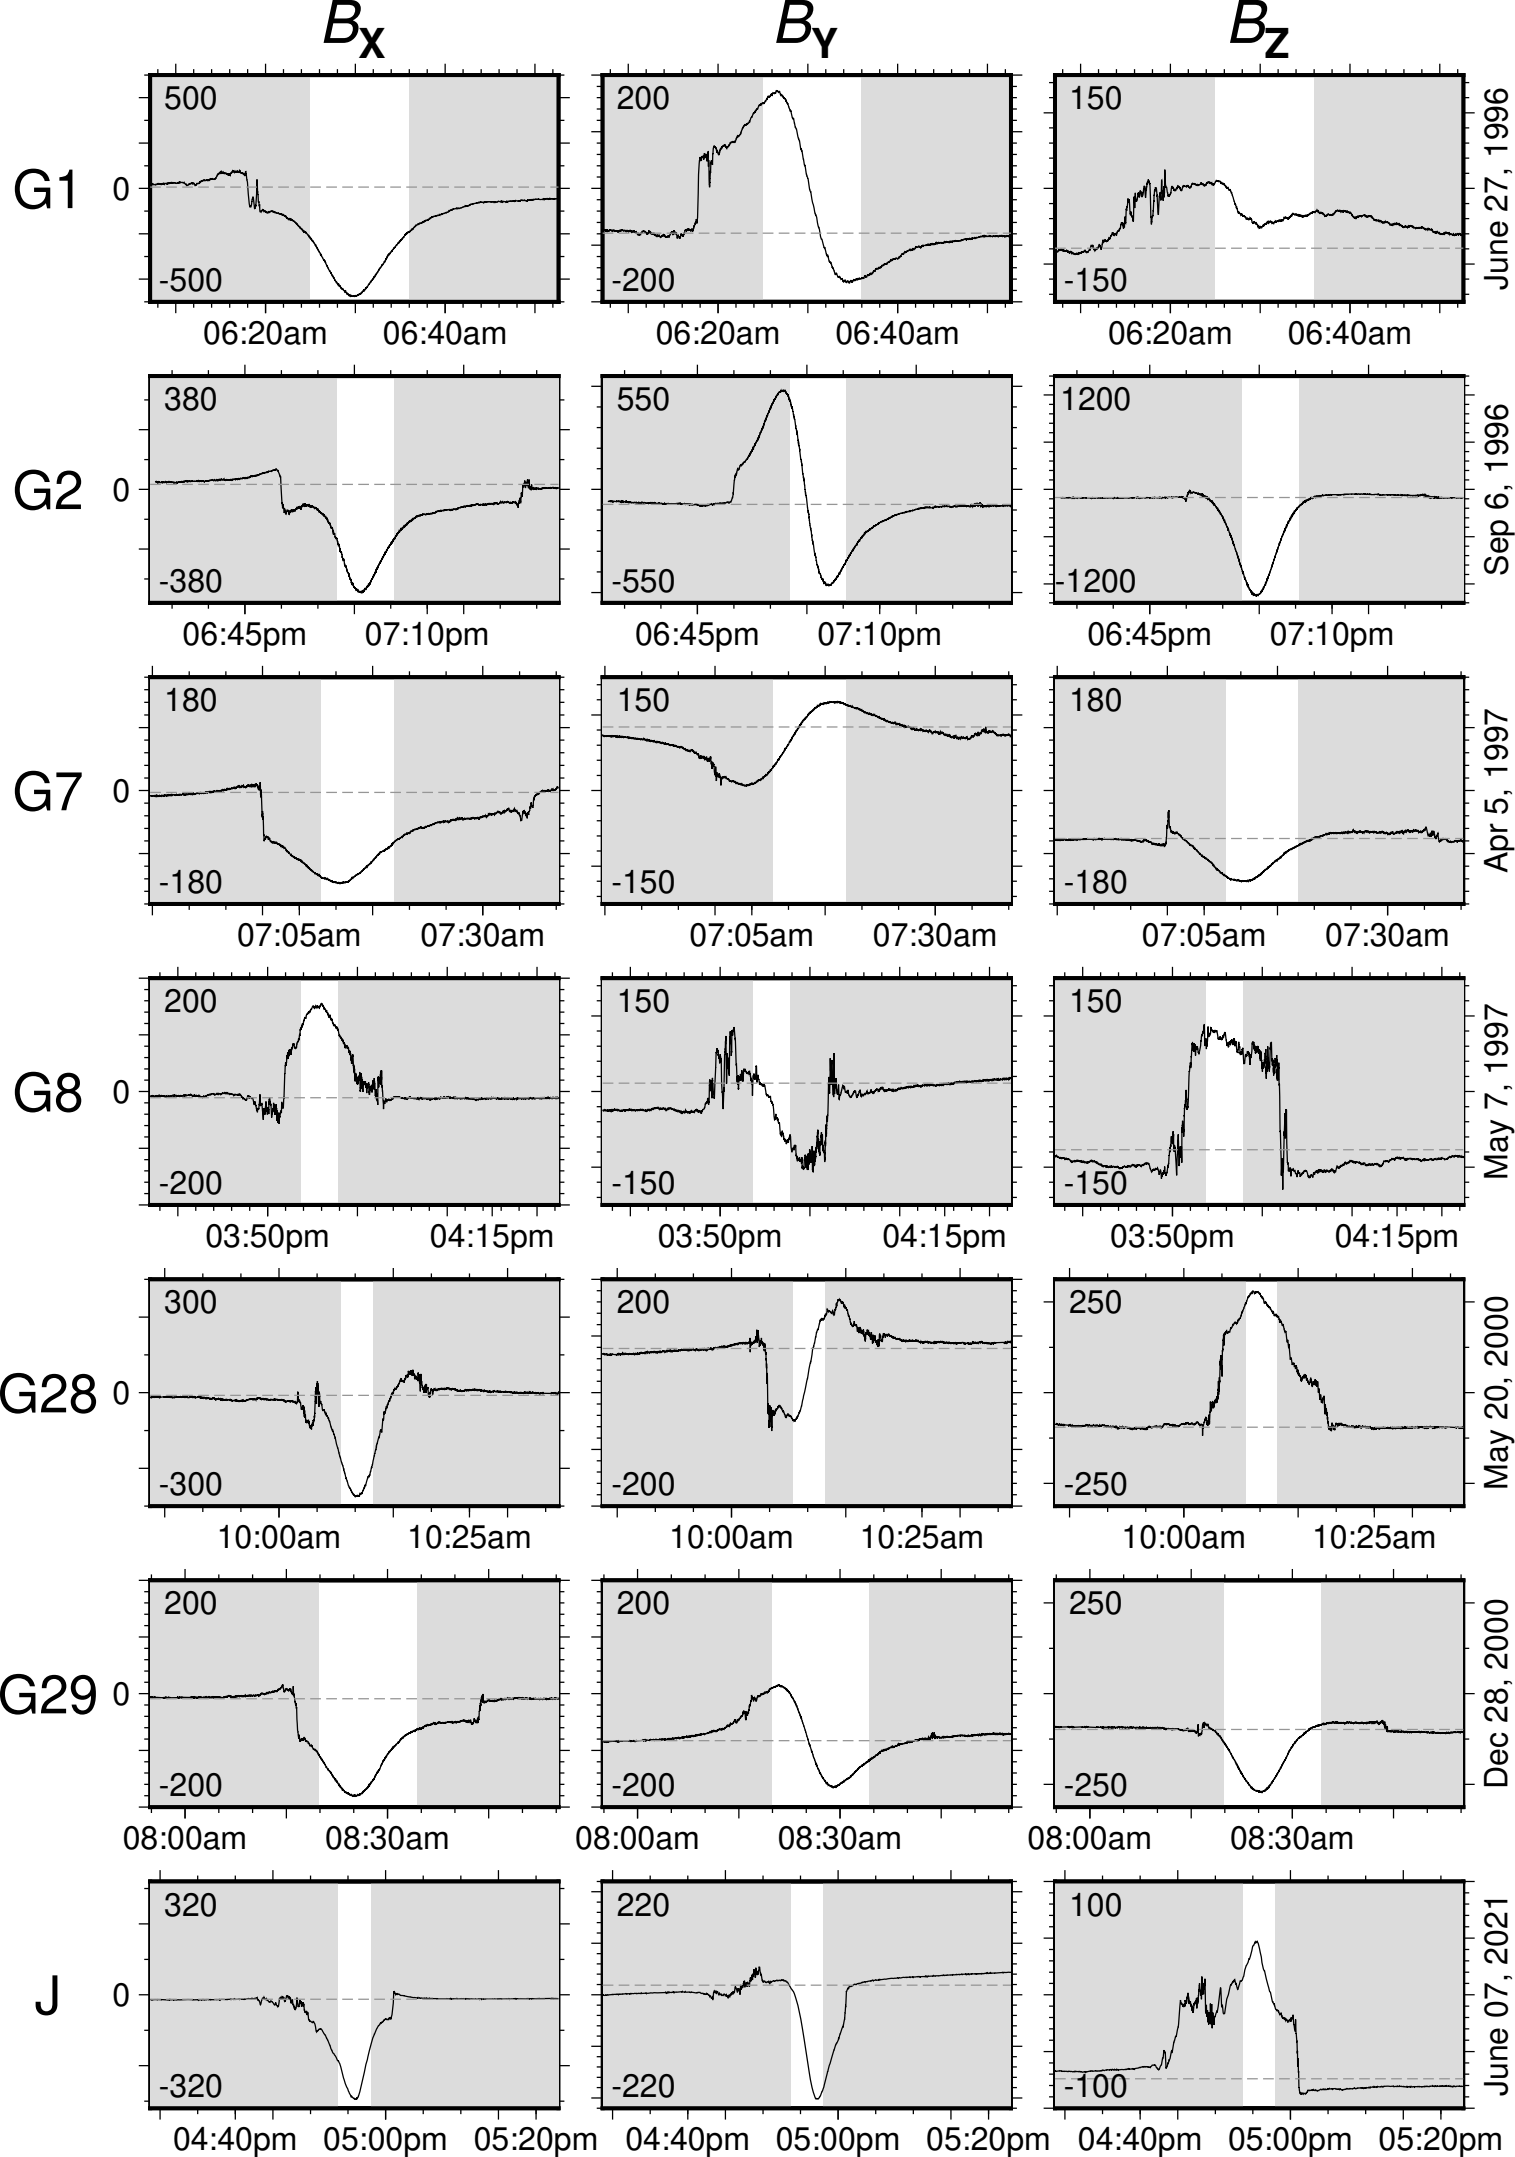 BX BY BZ
G1 0 500 -500 200 -200 150 -150 June 27, 1996
06:20am 06:40am 06:20am 06:40am 06:20am 06:40am
G2 0 380 -380 550 -550 1200 -1200 Sep 6, 1996
06:45pm 07:10pm 06:45pm 07:10pm 06:45pm 07:10pm
G7 0 180 -180 150 -150 180 -180 Apr 5, 1997
07:05am 07:30am 07:05am 07:30am 07:05am 07:30am
G8 0 200 -200 150 -150 150 -150 May 7, 1997
03:50pm 04:15pm 03:50pm 04:15pm 03:50pm 04:15pm
G28 0 300 -300 200 -200 250 -250 May 20, 2000
10:00am 10:25am 10:00am 10:25am 10:00am 10:25am
G29 0 200 -200 200 -200 250 -250 Dec 28, 2000
08:00am 08:30am 08:00am 08:30am 08:00am 08:30am
J 0 320 -320 220 -220 100 -100 June 07, 2021
04:40pm 05:00pm 05:20pm 04:40pm 05:00pm 05:20pm 04:40pm 05:00pm 05:20pm